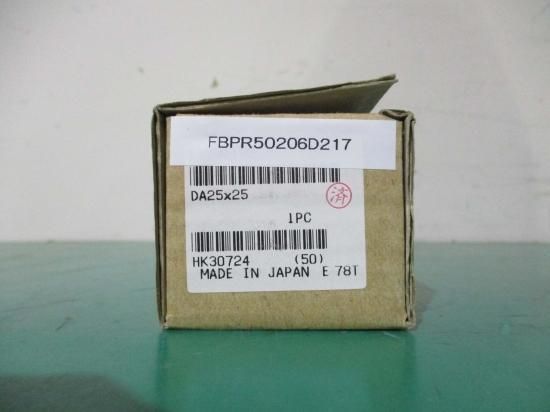 FBPR50206D217
DA25x25
済
1PC
HK30724 (50)
MADE IN JAPAN E 78T